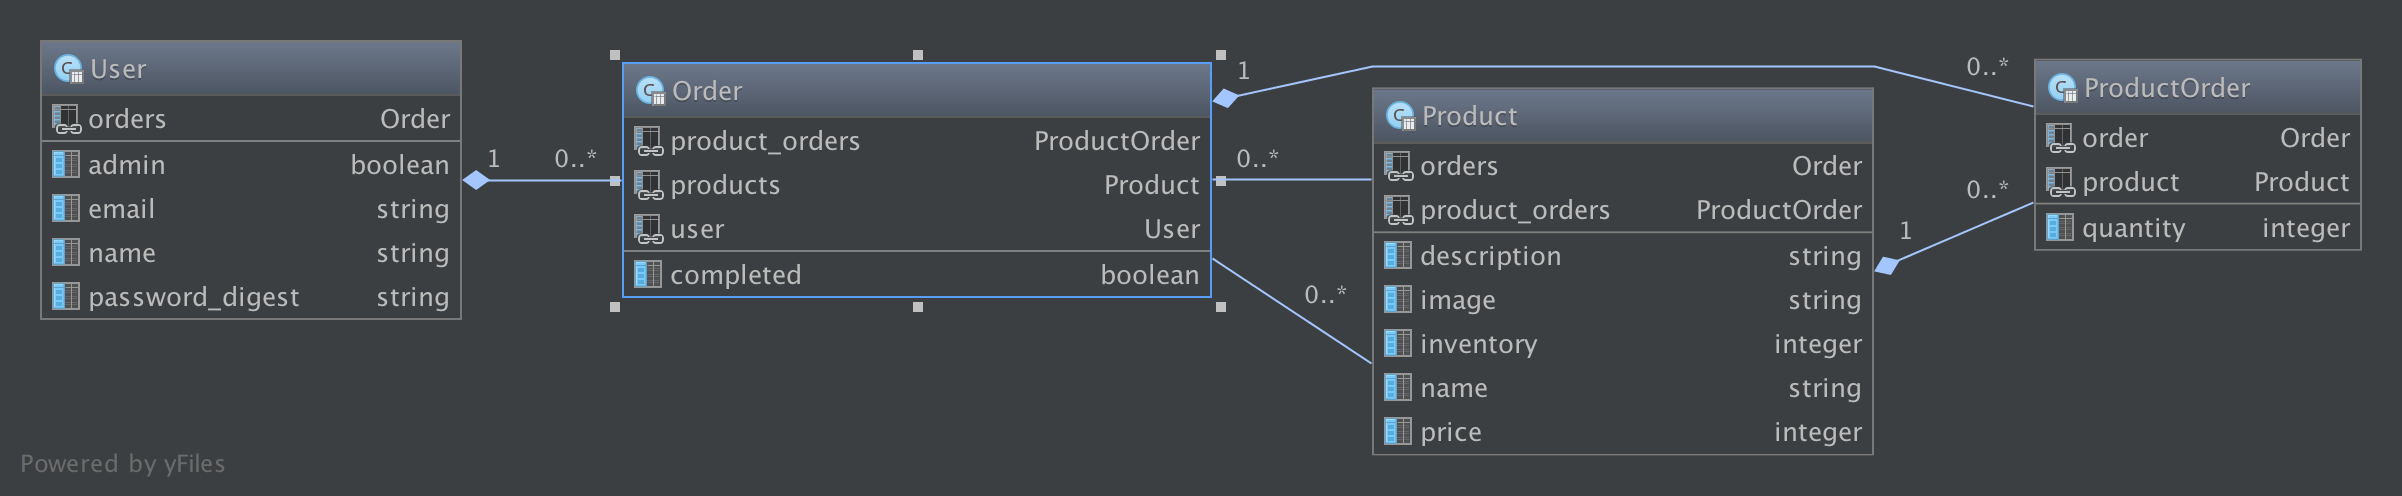 User
orders Order
admin boolean
email string
name string
password_digest string
1 0..*
Order
product_orders ProductOrder
products Product
user User
completed boolean
1 0..*
0..*
0..*
Product
orders Order
product_orders ProductOrder
description string
image string
inventory integer
name string
price integer
1 0..*
ProductOrder
order Order
product Product
quantity integer
Powered by yFiles